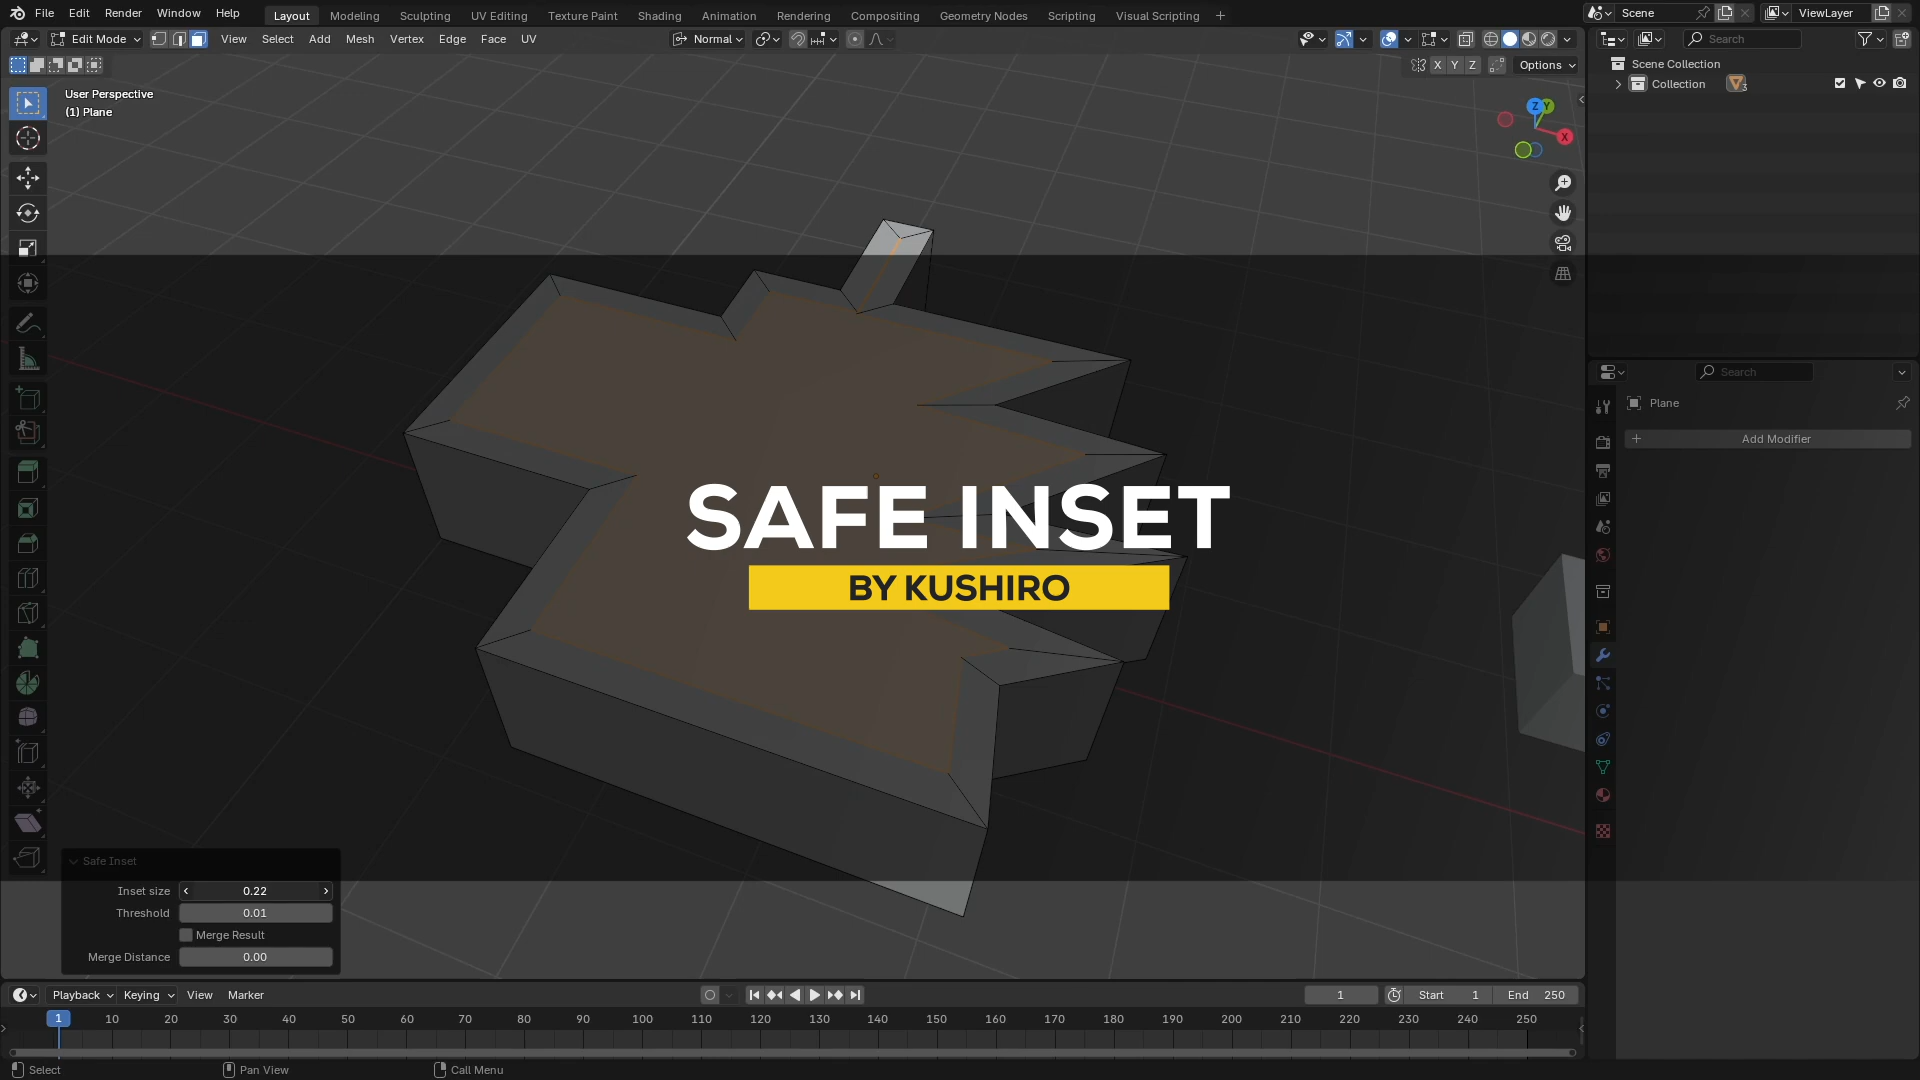 File Edit Render Window Help Layout Modeling Sculpting UV Editing Texture Paint Shading Animation Rendering Compositing Geometry Nodes Scripting Visual Scripting + Scene ViewLayer
Edit Mode View Select Add Mesh Vertex Edge Face UV Normal Search
X Y Z Options
Scene Collection
Collection 3
User Perspective
(1) Plane
Z Y
X
Search
Plane
+ Add Modifier
SAFE INSET
BY KUSHIRO
Safe Inset
Inset size 0.22
Threshold 0.01
Merge Result
Merge Distance 0.00
Playback Keying View Marker 1 Start 1 End 250
1 10 20 30 40 50 60 70 80 90 100 110 120 130 140 150 160 170 180 190 200 210 220 230 240 250
Select Pan View Call Menu